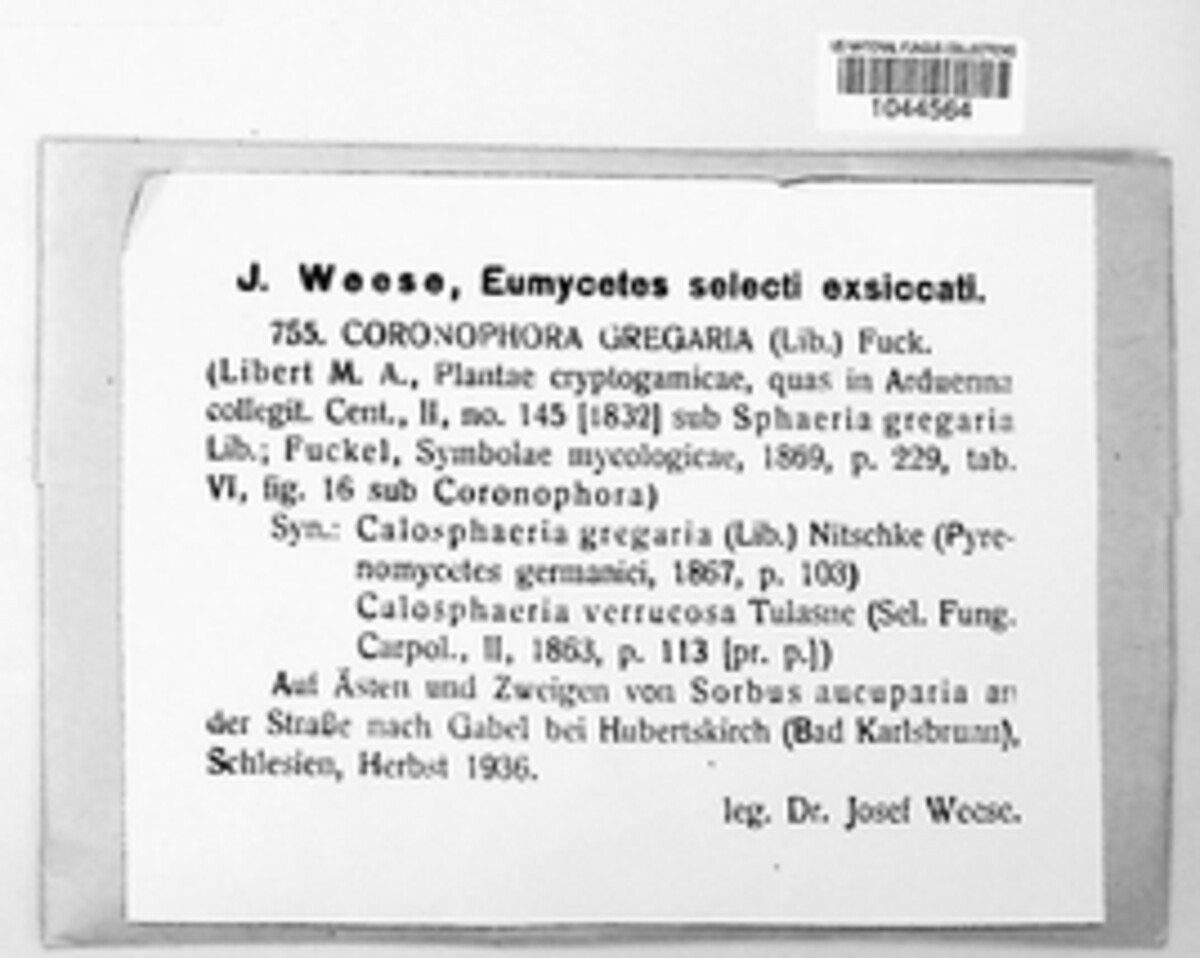 US NATIONAL FUNGUS COLLECTIONS
1044564
J. Weese, Eumycetes selecti exsiccati.
755. CORONOPHORA GREGARIA (Lib.) Fuck.
(Libert M. A., Plantae cryptogamicae, quas in Arduenna
collegit. Cent., II, no. 145 [1832] sub Sphaeria gregaria
Lib.; Fuckel, Symbolae mycologicae, 1869, p. 229, tab.
VI, fig. 16 sub Coronophora)
Syn.: Calosphaeria gregaria (Lib.) Nitschke (Pyre-
nomycetes germanici, 1867, p. 103)
Calosphaeria verrucosa Tulasne (Sel. Fung.
Carpol., II, 1863, p. 113 [pr. p.])
Auf Ästen und Zweigen von Sorbus aucuparia an
der Straße nach Gabel bei Hubertskirch (Bad Karlsbrunn),
Schlesien, Herbst 1936.
leg. Dr. Josef Weese.